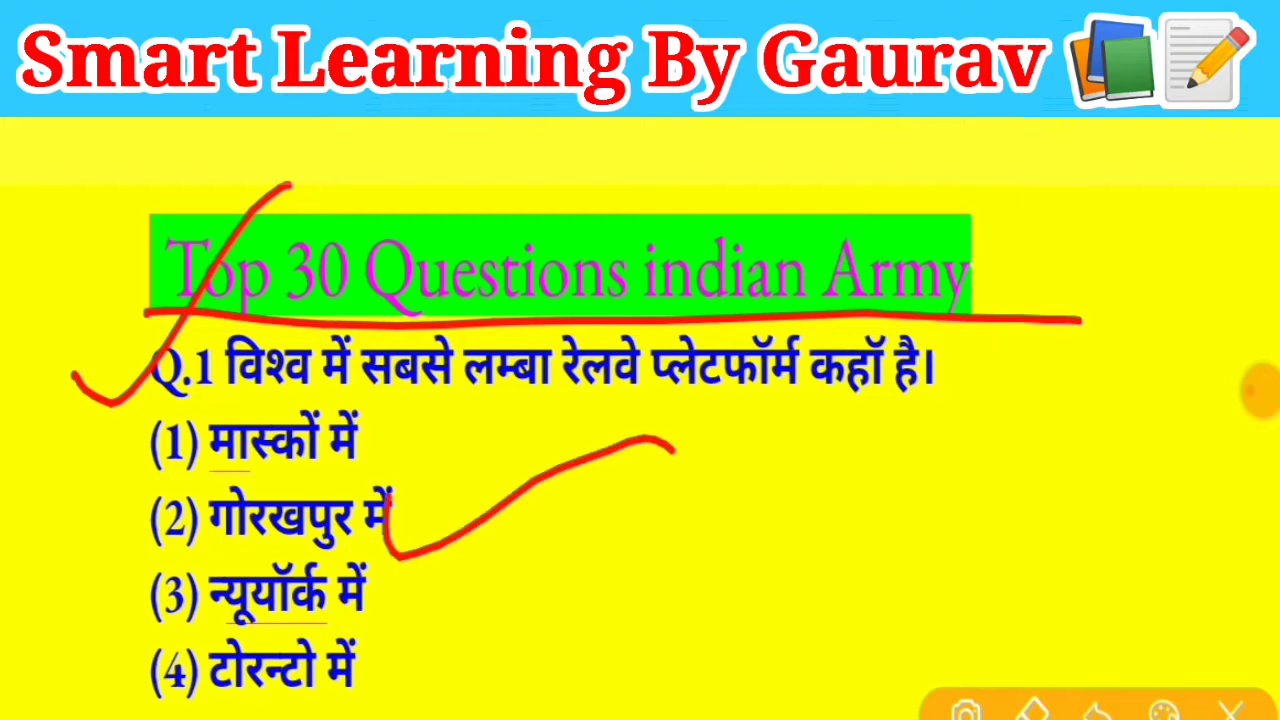 Smart Learning By Gaurav
Top 30 Questions indian Army
Q.1 विश्व में सबसे लम्बा रेलवे प्लेटफॉर्म कहॉ है।
(1) मास्कों में
(2) गोरखपुर में
(3) न्यूयॉर्क में
(4) टोरन्टो में